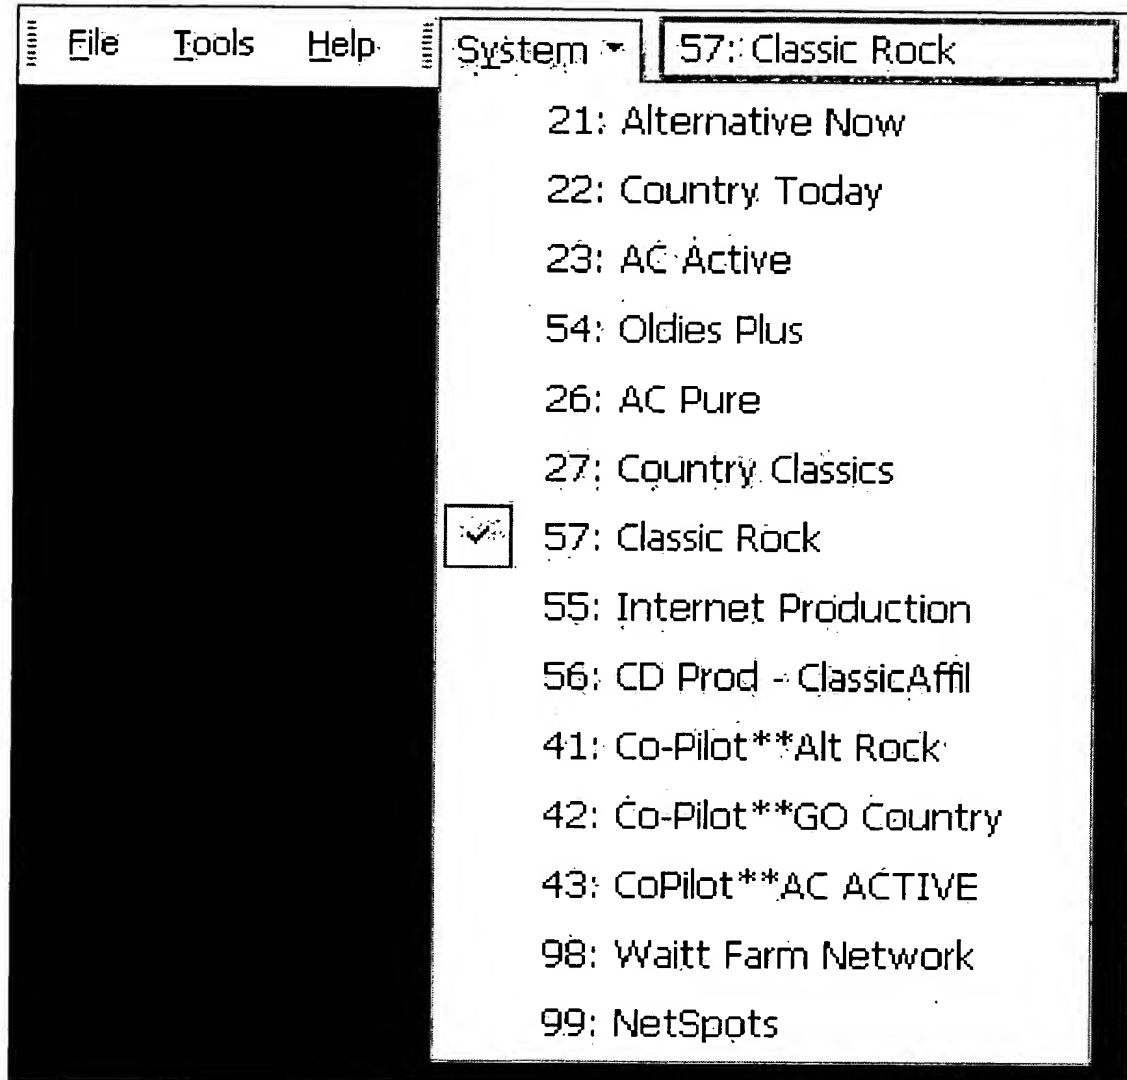 File Tools Help System 57: Classic Rock
21: Alternative Now
22: Country Today
23: AC Active
54: Oldies Plus
26: AC Pure
27: Country Classics
57: Classic Rock
55: Internet Production
56: CD Prod - ClassicAffil
41: Co-Pilot**Alt Rock
42: Co-Pilot**GO Country
43: CoPilot**AC ACTIVE
98: Waitt Farm Network
99: NetSpots